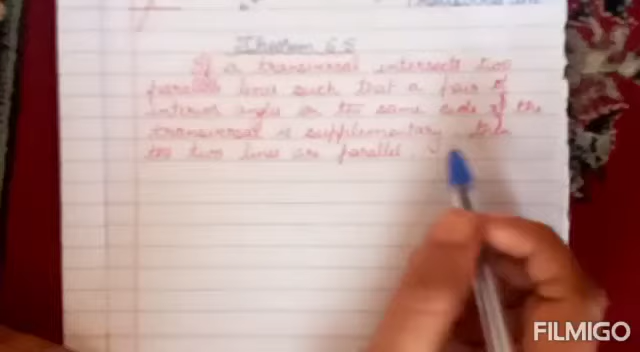 Theorem 6.5
If a transversal intersects two
lines such that a pair of
interior angles on the same side of the
transversal is supplementary then
the two lines are parallel.
FILMIGO